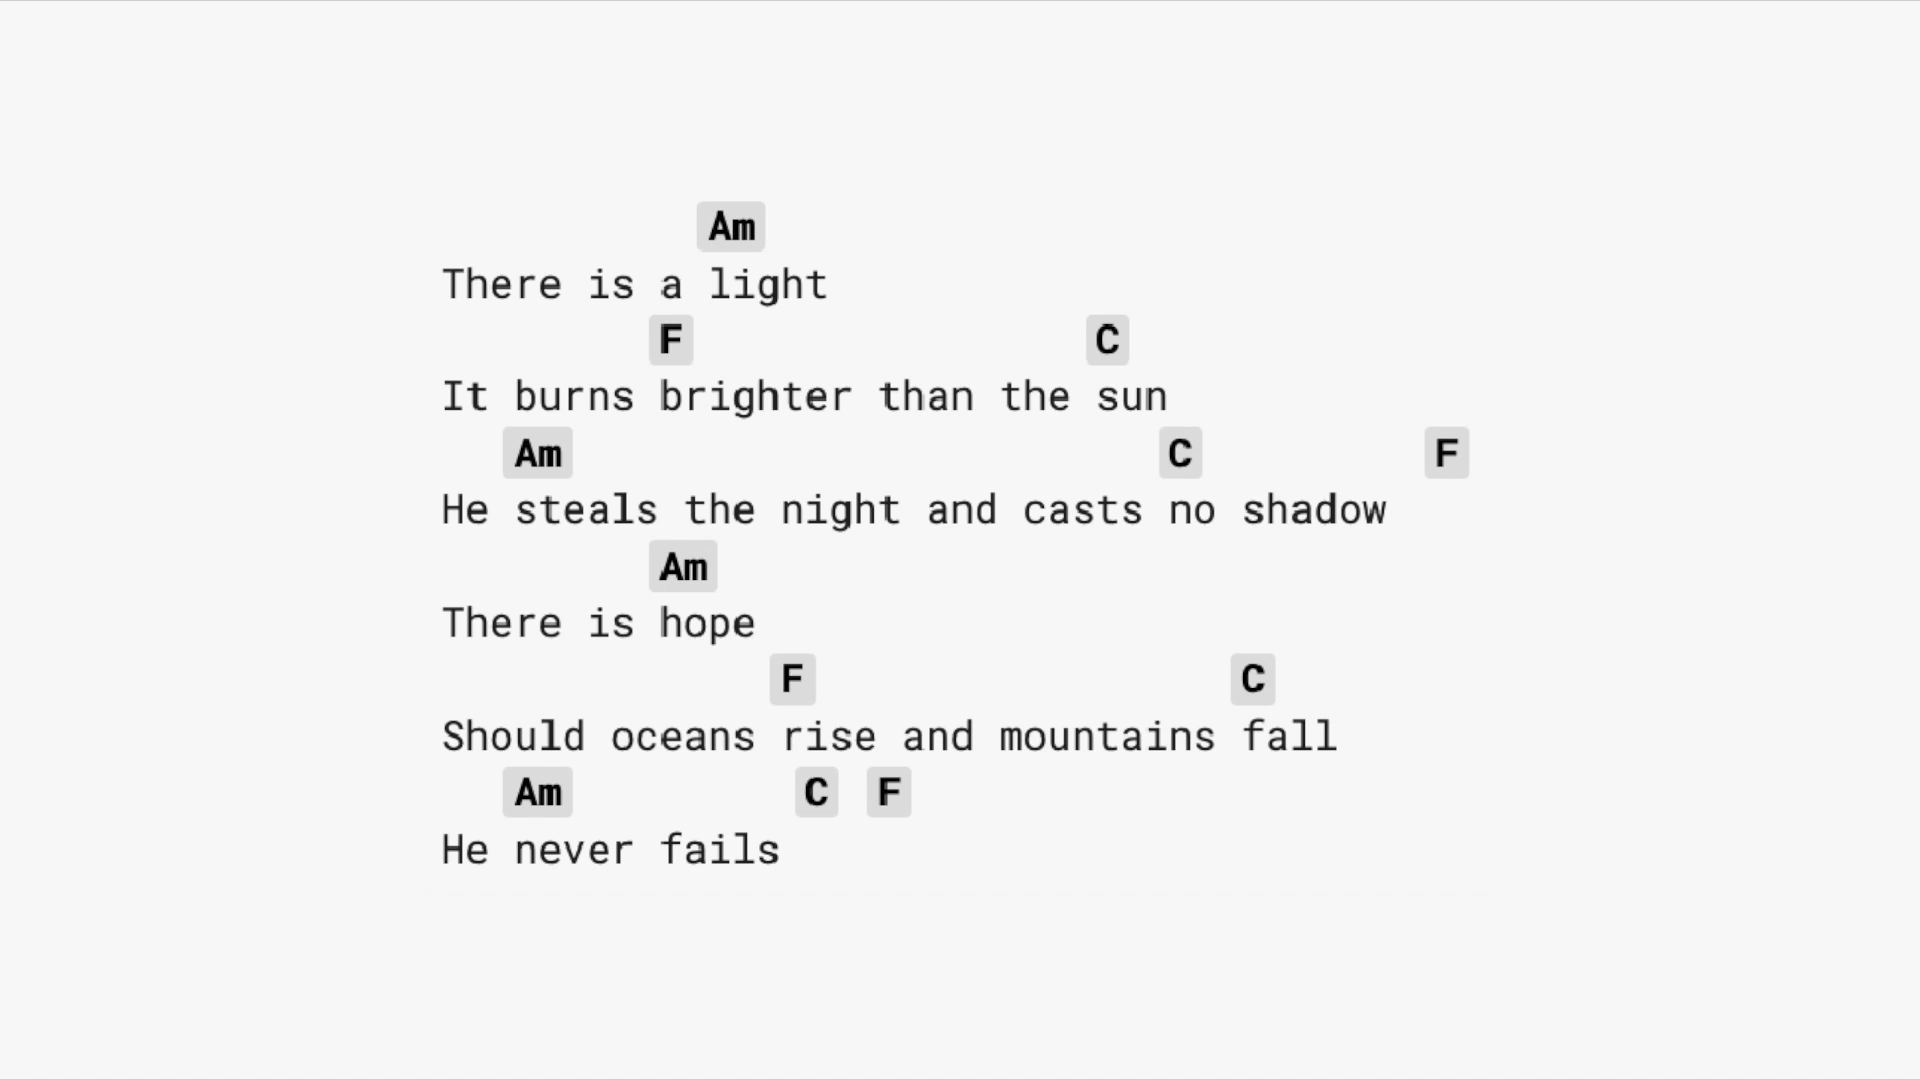 Am
There is a light
                  F                                    C
It burns brighter than the sun
      Am                                                  C                      F
He steals the night and casts no shadow
                  Am
There is hope
                            F                                      C
Should oceans rise and mountains fall
      Am                    C  F
He never fails